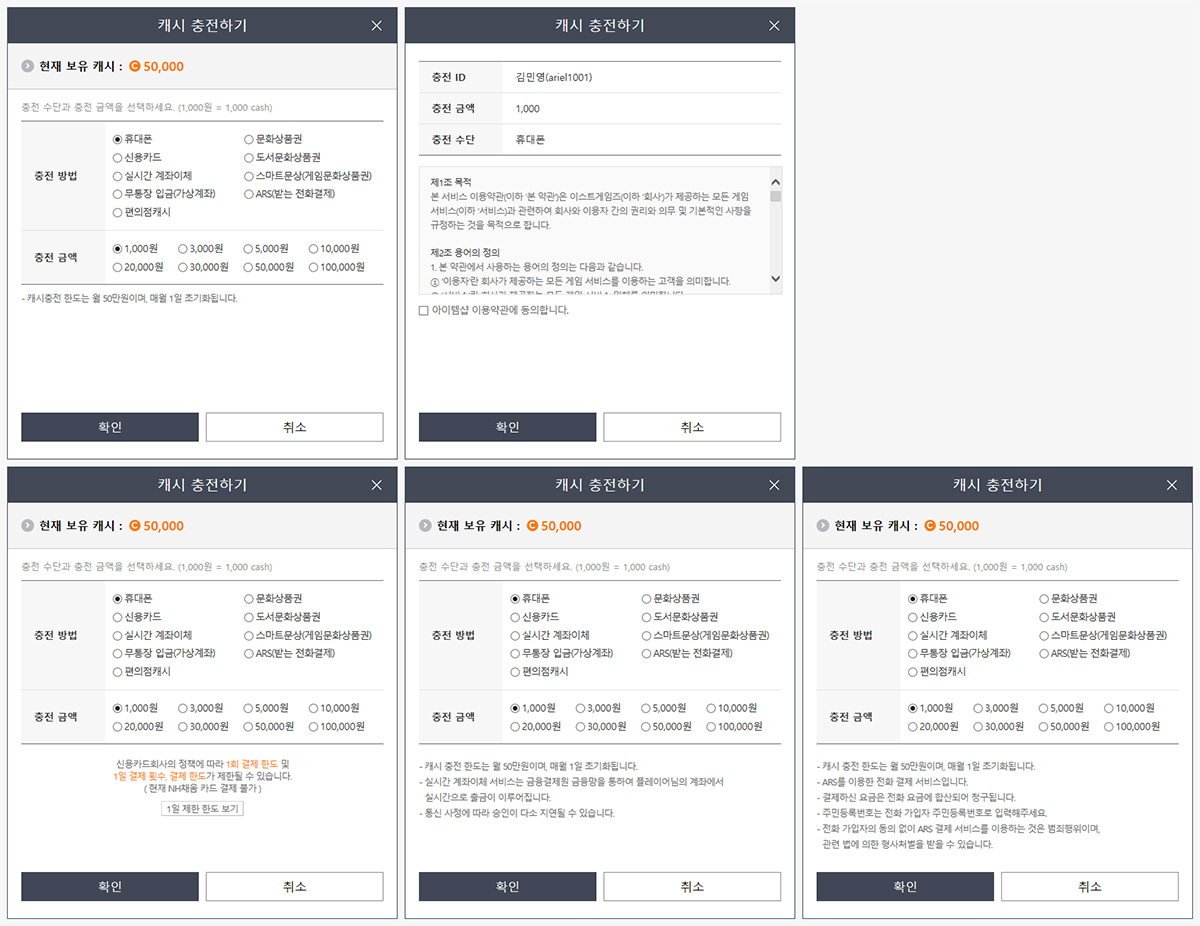 캐시 충전하기
현재 보유 캐시 : C 50,000
충전 수단과 충전 금액을 선택하세요. (1,000원 = 1,000 cash)
충전 방법
휴대폰 문화상품권
신용카드 도서문화상품권
실시간 계좌이체 스마트문상(게임문화상품권)
무통장 입금(가상계좌) ARS(받는 전화결제)
편의점캐시
충전 금액
1,000원 3,000원 5,000원 10,000원
20,000원 30,000원 50,000원 100,000원
- 캐시충전 한도는 월 50만원이며, 매월 1일 초기화됩니다.
확인 취소
캐시 충전하기
충전 ID 김민영(ariel1001)
충전 금액 1,000
충전 수단 휴대폰
제1조 목적
본 서비스 이용약관(이하 '본 약관')은 이스트게임즈(이하 '회사')가 제공하는 모든 게임
서비스(이하 '서비스)과 관련하여 회사와 이용자 간의 권리와 의무 및 기본적인 사항을
규정하는 것을 목적으로 합니다.
제2조 용어의 정의
1. 본 약관에서 사용하는 용어의 정의는 다음과 같습니다.
① '이용자'란 회사가 제공하는 모든 게임 서비스를 이용하는 고객을 의미합니다.
아이템샵 이용약관에 동의합니다.
확인 취소
캐시 충전하기
현재 보유 캐시 : C 50,000
충전 수단과 충전 금액을 선택하세요. (1,000원 = 1,000 cash)
충전 방법
휴대폰 문화상품권
신용카드 도서문화상품권
실시간 계좌이체 스마트문상(게임문화상품권)
무통장 입금(가상계좌) ARS(받는 전화결제)
편의점캐시
충전 금액
1,000원 3,000원 5,000원 10,000원
20,000원 30,000원 50,000원 100,000원
신용카드회사의 정책에 따라 1회 결제 한도 및
1일 결제 횟수, 결제 한도가 제한될 수 있습니다.
( 현재 NH채움 카드 결제 불가 )
1일 제한 한도 보기
확인 취소
캐시 충전하기
현재 보유 캐시 : C 50,000
충전 수단과 충전 금액을 선택하세요. (1,000원 = 1,000 cash)
충전 방법
휴대폰 문화상품권
신용카드 도서문화상품권
실시간 계좌이체 스마트문상(게임문화상품권)
무통장 입금(가상계좌) ARS(받는 전화결제)
편의점캐시
충전 금액
1,000원 3,000원 5,000원 10,000원
20,000원 30,000원 50,000원 100,000원
- 캐시 충전 한도는 월 50만원이며, 매월 1일 초기화됩니다.
- 실시간 계좌이체 서비스는 금융결제원 금융망을 통하여 플레이어님의 계좌에서
실시간으로 출금이 이루어집니다.
- 통신 사정에 따라 승인이 다소 지연될 수 있습니다.
확인 취소
캐시 충전하기
현재 보유 캐시 : C 50,000
충전 수단과 충전 금액을 선택하세요. (1,000원 = 1,000 cash)
충전 방법
휴대폰 문화상품권
신용카드 도서문화상품권
실시간 계좌이체 스마트문상(게임문화상품권)
무통장 입금(가상계좌) ARS(받는 전화결제)
편의점캐시
충전 금액
1,000원 3,000원 5,000원 10,000원
20,000원 30,000원 50,000원 100,000원
- 캐시 충전 한도는 월 50만원이며, 매월 1일 초기화됩니다.
- ARS를 이용한 전화 결제 서비스입니다.
- 결제하신 요금은 전화 요금에 합산되어 청구됩니다.
- 주민등록번호는 전화 가입자 주민등록번호로 입력해주세요.
- 전화 가입자의 동의 없이 ARS 결제 서비스를 이용하는 것은 범죄행위이며,
관련 법에 의한 형사처벌을 받을 수 있습니다.
확인 취소